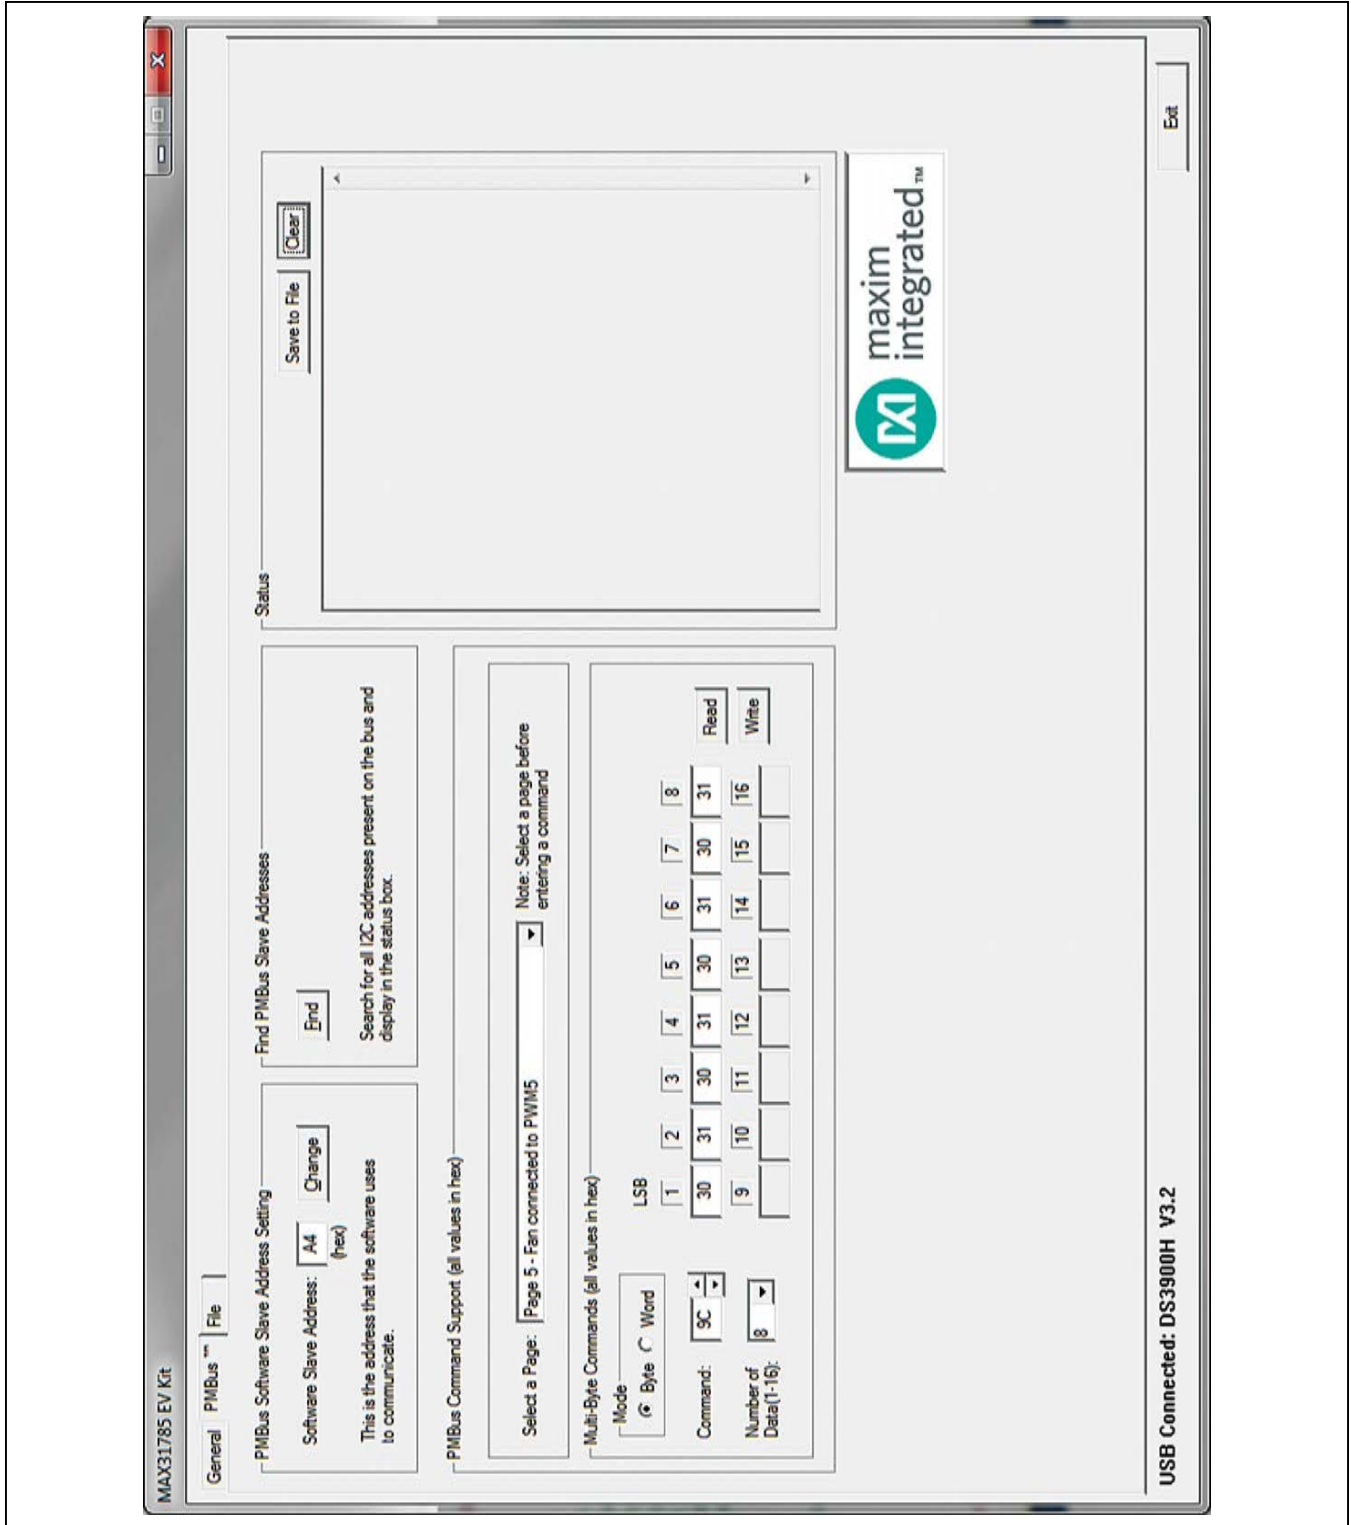 MAX31785 EV Kit
General PMBus ™ File
PMBus Software Slave Address Setting
Software Slave Address: A4 Change
(hex)
This is the address that the software uses
to communicate.
Find PMBus Slave Addresses
Find
Search for all I2C addresses present on the bus and
display in the status box.
Status
Save to File Clear
PMBus Command Support (all values in hex)
Select a Page: Page 5 - Fan connected to PWM5
Note: Select a page before
entering a command
Multi-Byte Commands (all values in hex)
Mode
Byte Word
LSB
1 2 3 4 5 6 7 8
Command: 9C 30 31 30 31 30 31 30 31 Read
9 10 11 12 13 14 15 16
Number of
Data(1-16): 8 Write
maxim
integrated™
USB Connected: DS3900H V3.2
Exit